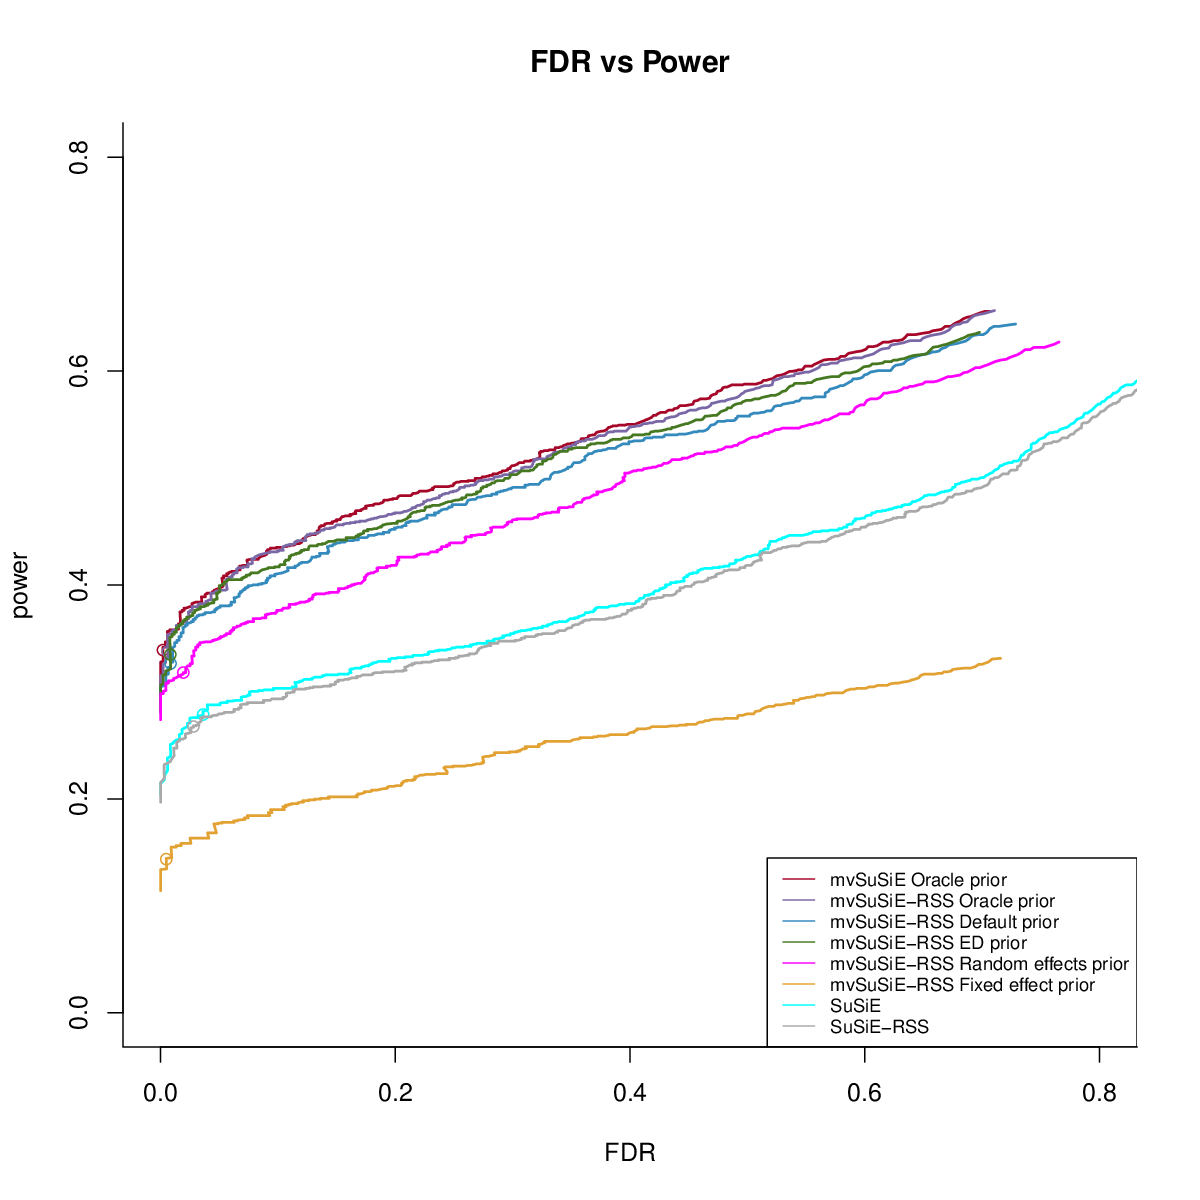 FDR vs Power
power
0.8
0.6
0.4
0.2
0.0
mvSuSiE Oracle prior
mvSuSiE−RSS Oracle prior
mvSuSiE−RSS Default prior
mvSuSiE−RSS ED prior
mvSuSiE−RSS Random effects prior
mvSuSiE−RSS Fixed effect prior
SuSiE
SuSiE−RSS
0.0 0.2 0.4 0.6 0.8
FDR